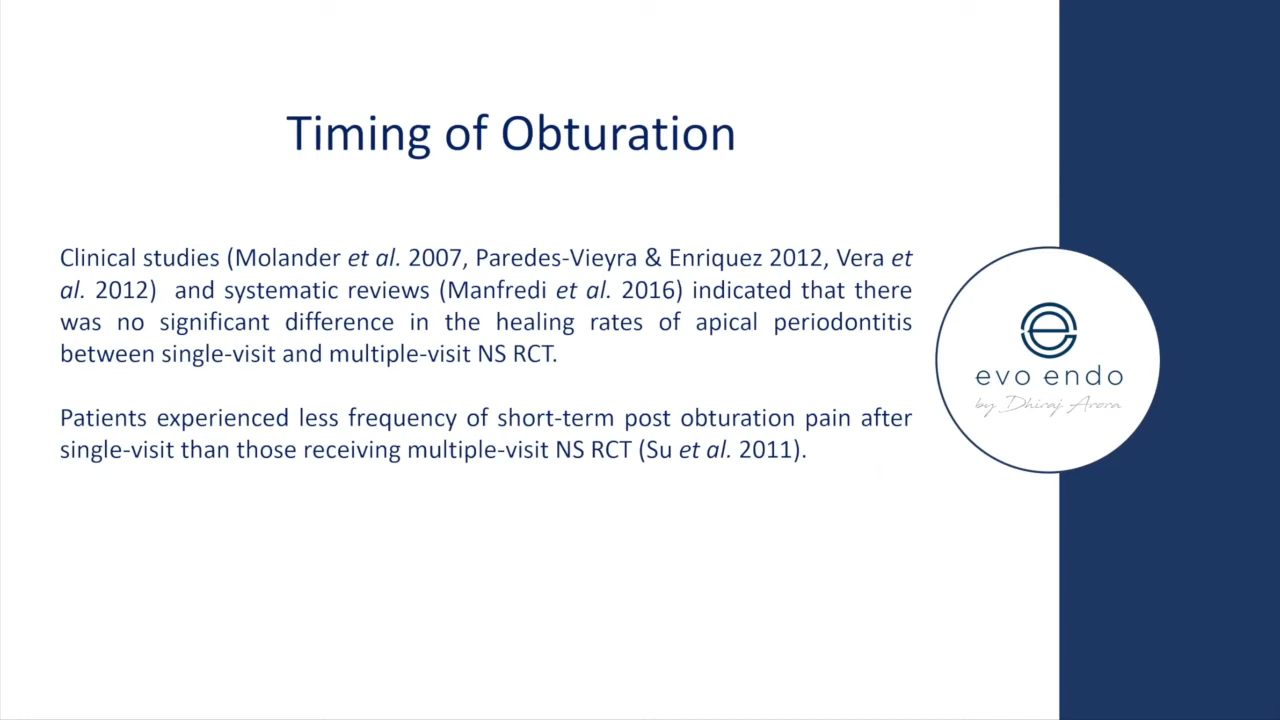 Timing of Obturation
Clinical studies (Molander et al. 2007, Paredes-Vieyra & Enriquez 2012, Vera et
al. 2012) and systematic reviews (Manfredi et al. 2016) indicated that there
was no significant difference in the healing rates of apical periodontitis
between single-visit and multiple-visit NS RCT.
Patients experienced less frequency of short-term post obturation pain after
single-visit than those receiving multiple-visit NS RCT (Su et al. 2011).
evo endo
by Dhiraj Arora